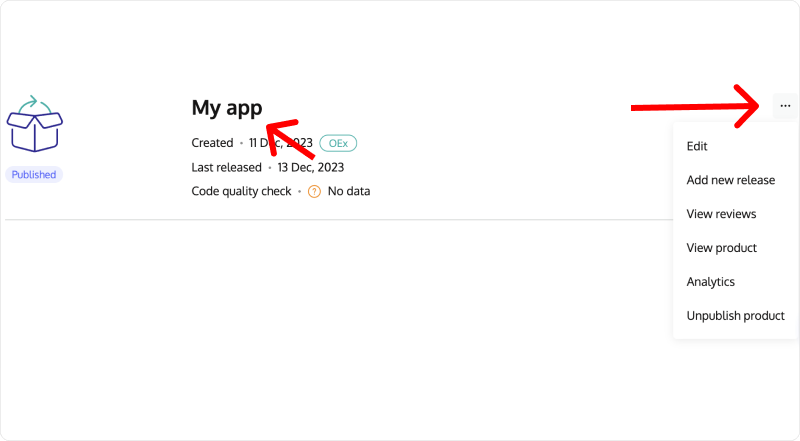 My app
Created • 11 Dec, 2023 OEx
Last released • 13 Dec, 2023
Published
Code quality check • ? No data
...
Edit
Add new release
View reviews
View product
Analytics
Unpublish product